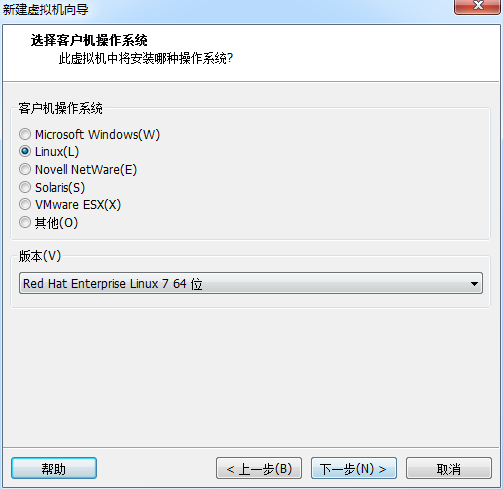 新建虚拟机向导
选择客户机操作系统
此虚拟机中将安装哪种操作系统?
客户机操作系统
Microsoft Windows(W)
Linux(L)
Novell NetWare(E)
Solaris(S)
VMware ESX(X)
其他(O)
版本(V)
Red Hat Enterprise Linux 7 64 位
帮助
< 上一步(B)
下一步(N) >
取消